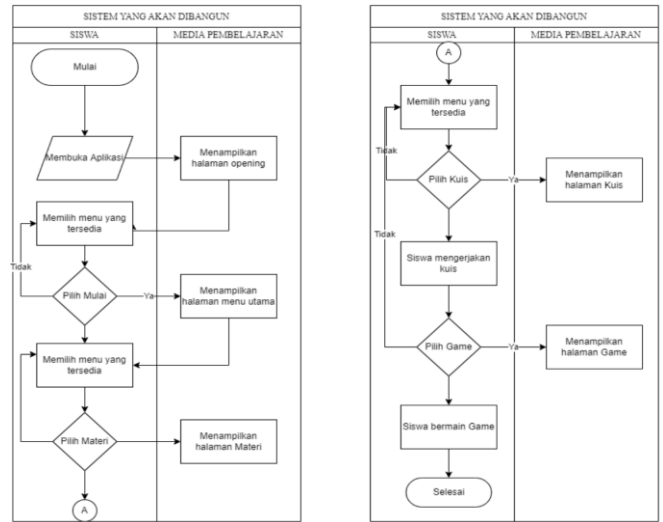 SISTEM YANG AKAN DIBANGUN
SISWA
MEDIA PEMBELAJARAN
Mulai
Membuka Aplikasi
Menampilkan
halaman opening
Memilih menu yang
tersedia
Tidak
Pilih Mulai
Ya
Menampilkan
halaman menu utama
Memilih menu yang
tersedia
Pilih Materi
Menampilkan
halaman Materi
A
SISTEM YANG AKAN DIBANGUN
SISWA
MEDIA PEMBELAJARAN
A
Memilih menu yang
tersedia
Tidak
Pilih Kuis
Ya
Menampilkan
halaman Kuis
Tidak
Siswa mengerjakan
kuis
Pilih Game
Ya
Menampilkan
halaman Game
Siswa bermain Game
Selesai